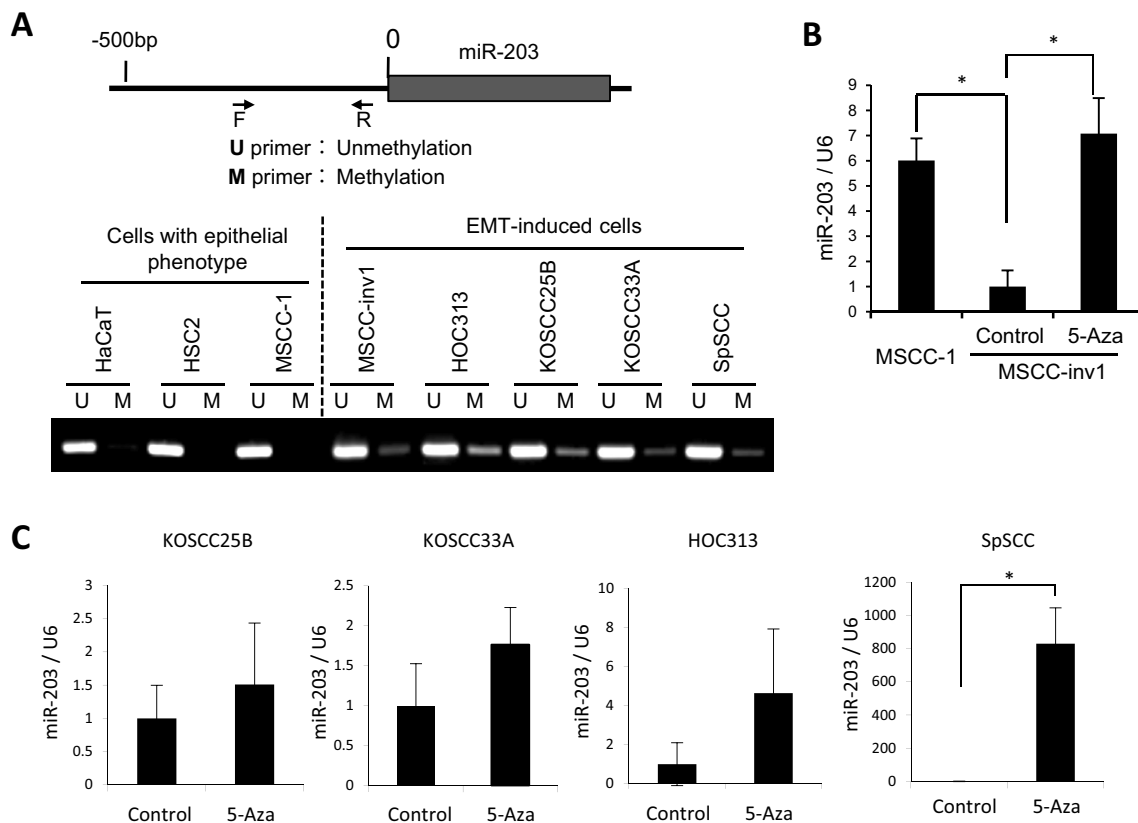 A
-500bp
0
miR-203
F
R
U primer : Unmethylation
M primer : Methylation
Cells with epithelial
phenotype
EMT-induced cells
HaCaT
HSC2
MSCC-1
MSCC-inv1
HOC313
KOSCC25B
KOSCC33A
SpSCC
U M U M U M U M U M U M U M U M
B
*
*
miR-203 / U6
9
8
7
6
5
4
3
2
1
0
Control 5-Aza
MSCC-1
MSCC-inv1
C
KOSCC25B
miR-203 / U6
3
2.5
2
1.5
1
0.5
0
Control 5-Aza
KOSCC33A
miR-203 / U6
2.5
2
1.5
1
0.5
0
Control 5-Aza
HOC313
miR-203 / U6
10
8
6
4
2
0
Control 5-Aza
SpSCC
*
miR-203 / U6
1200
1000
800
600
400
200
0
Control 5-Aza